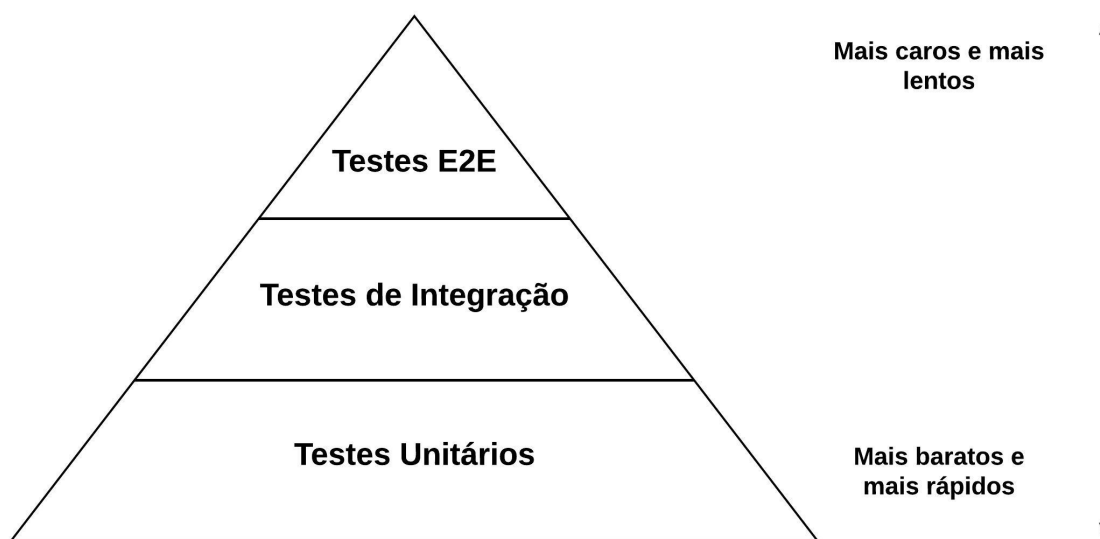 Mais caros e mais
lentos
Testes E2E
Testes de Integração
Testes Unitários
Mais baratos e
mais rápidos